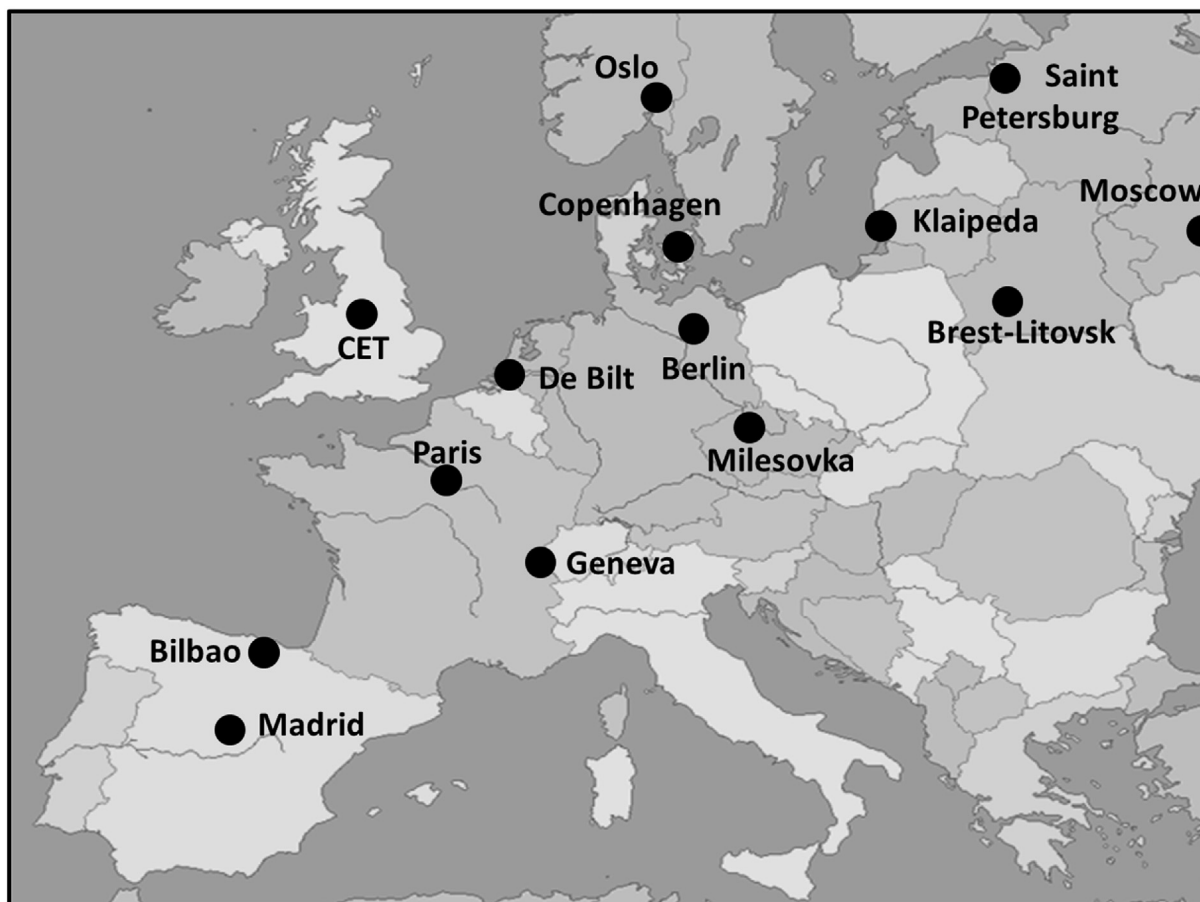 Oslo
Saint
Petersburg
Moscow
Copenhagen
Klaipeda
Brest-Litovsk
CET
De Bilt
Berlin
Paris
Milesovka
Geneva
Bilbao
Madrid